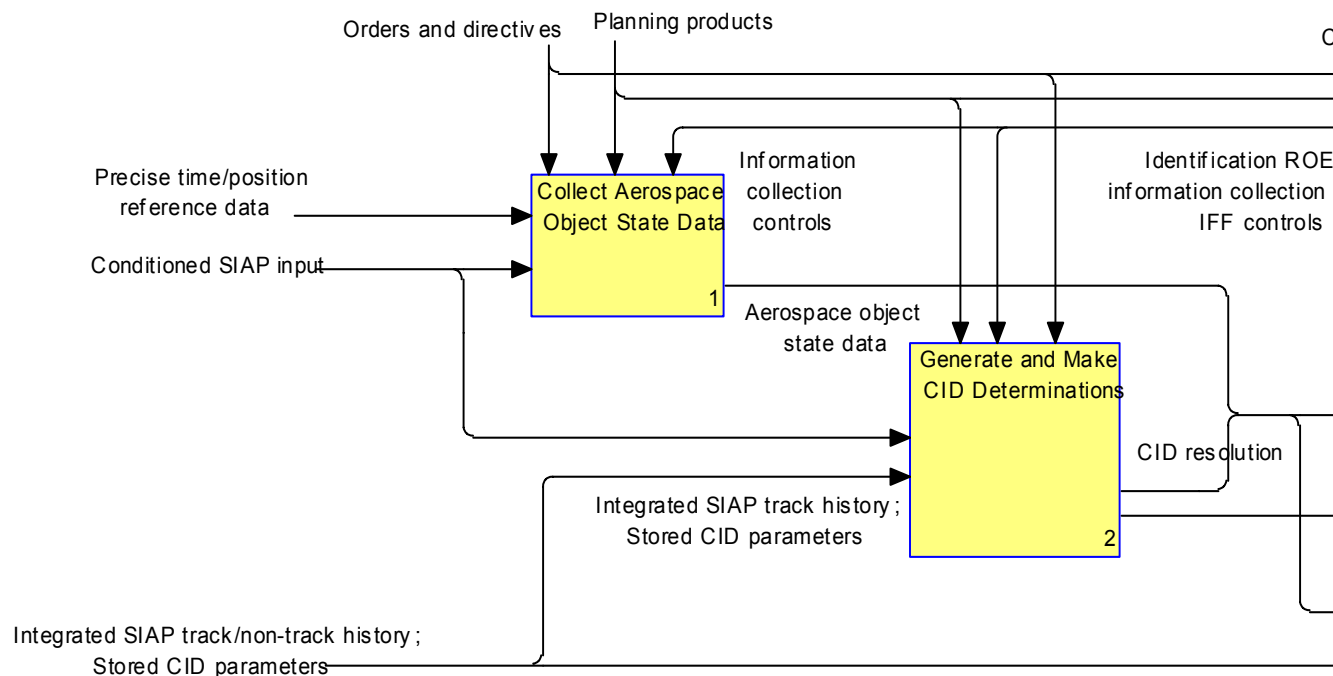 Orders and directives
Planning products
C
Precise time/position
reference data
Conditioned SIAP input
Collect Aerospace
Object State Data
1
Information
collection
controls
Identification ROE
information collection
IFF controls
Aerospace object
state data
Generate and Make
CID Determinations
2
CID resolution
Integrated SIAP track history;
Stored CID parameters
Integrated SIAP track/non-track history;
Stored CID parameters